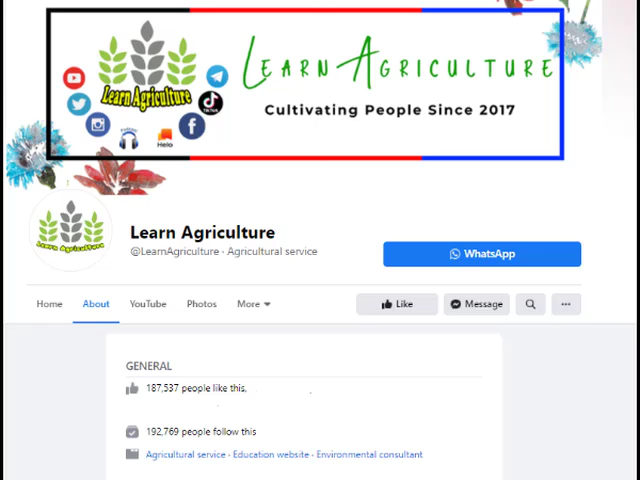 LEARN AGRICULTURE
Learn Agriculture
Cultivating People Since 2017
TikTok
Helo
Learn Agriculture
Learn Agriculture
@LearnAgriculture · Agricultural service
WhatsApp
Home About YouTube Photos More
Like Message
GENERAL
187,537 people like this,
192,769 people follow this
Agricultural service · Education website · Environmental consultant